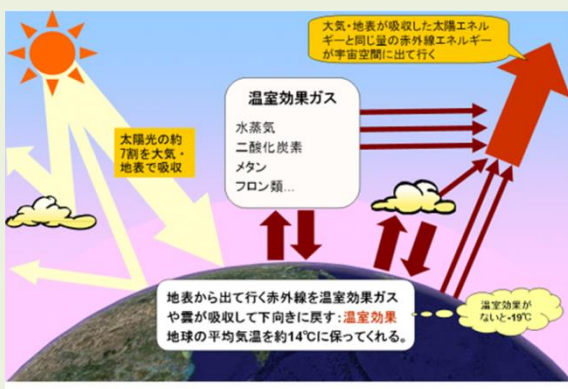 大気・地表が吸収した太陽エネル
ギーと同じ量の赤外線エネルギー
が宇宙空間に出て行く
温室効果ガス
水蒸気
二酸化炭素
メタン
フロン類…
太陽光の約
7割を大気・
地表で吸収
地表から出て行く赤外線を温室効果ガス
や雲が吸収して下向きに戻す:温室効果
地球の平均気温を約14℃に保ってくれる。
温室効果が
ないと-19℃